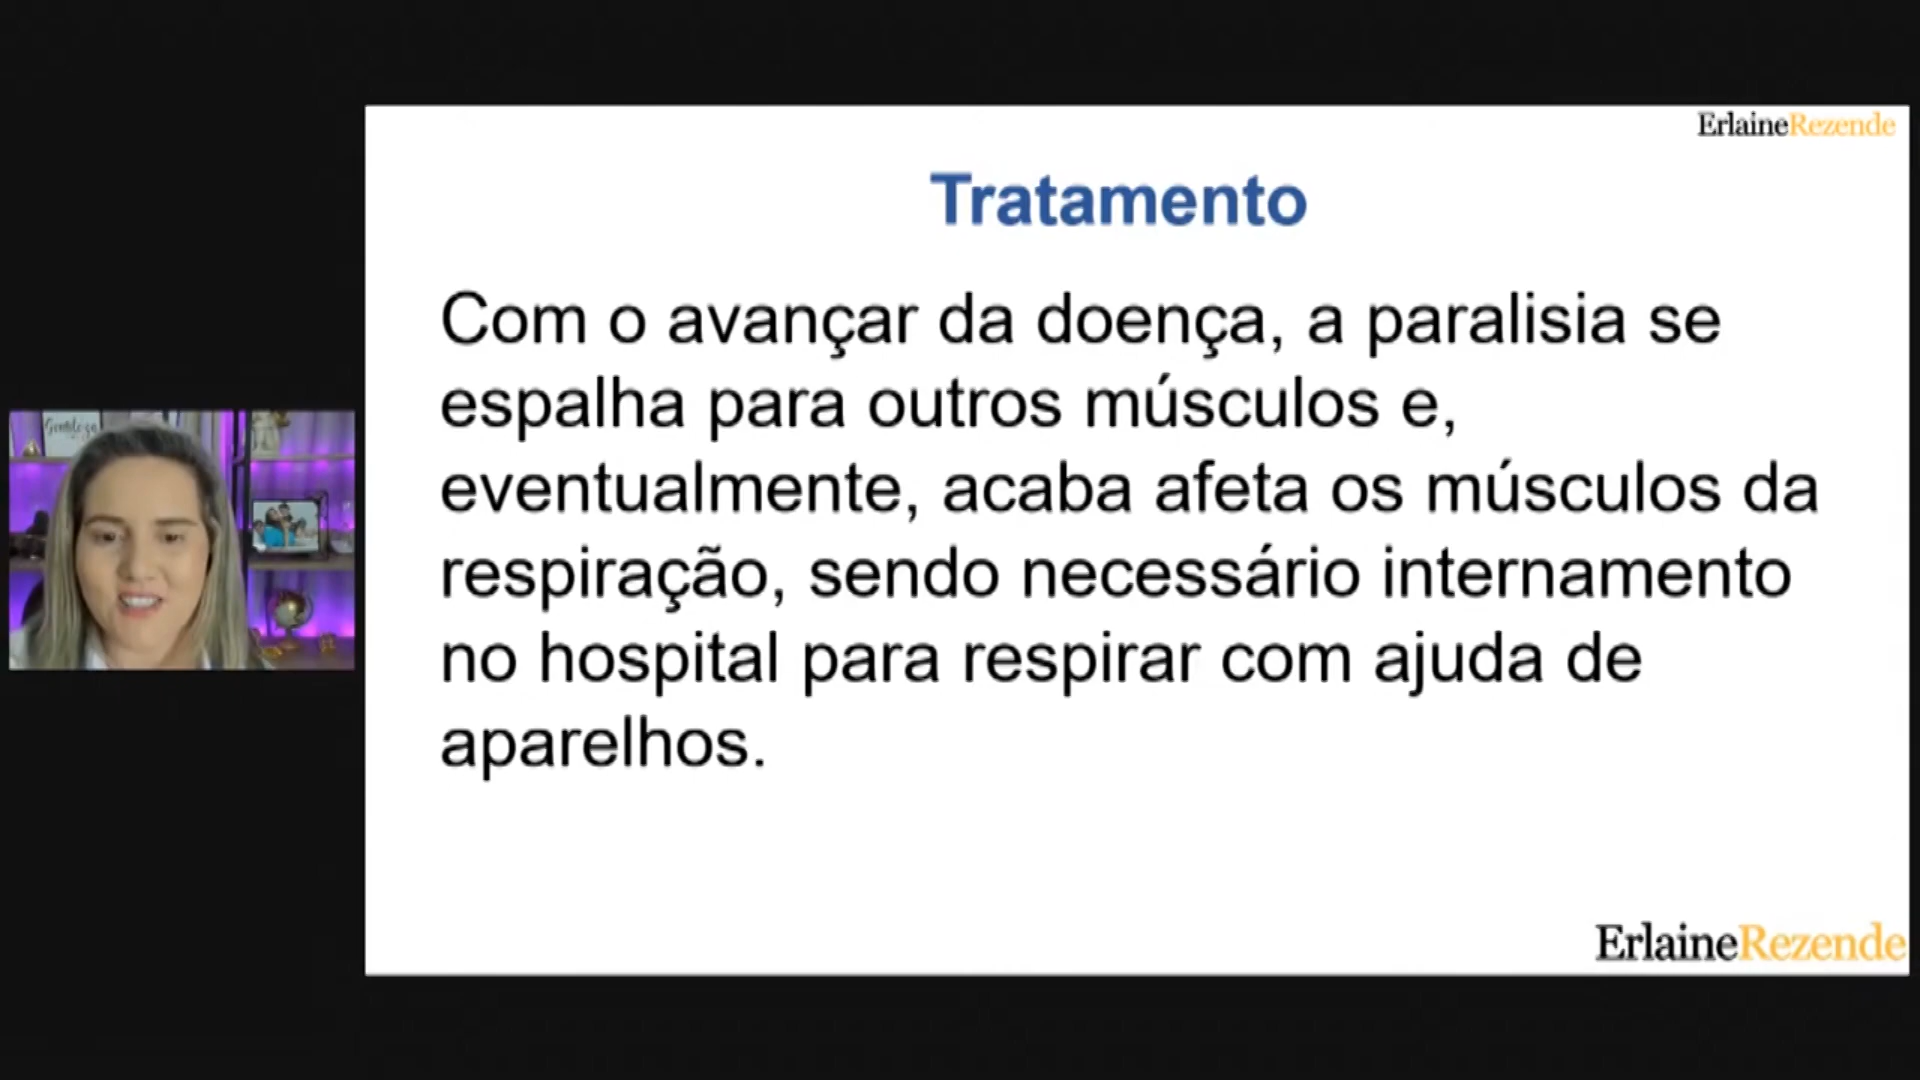 ErlaineRezende
Tratamento
Com o avançar da doença, a paralisia se
espalha para outros músculos e,
eventualmente, acaba afeta os músculos da
respiração, sendo necessário internamento
no hospital para respirar com ajuda de
aparelhos.
ErlaineRezende
Gentileza